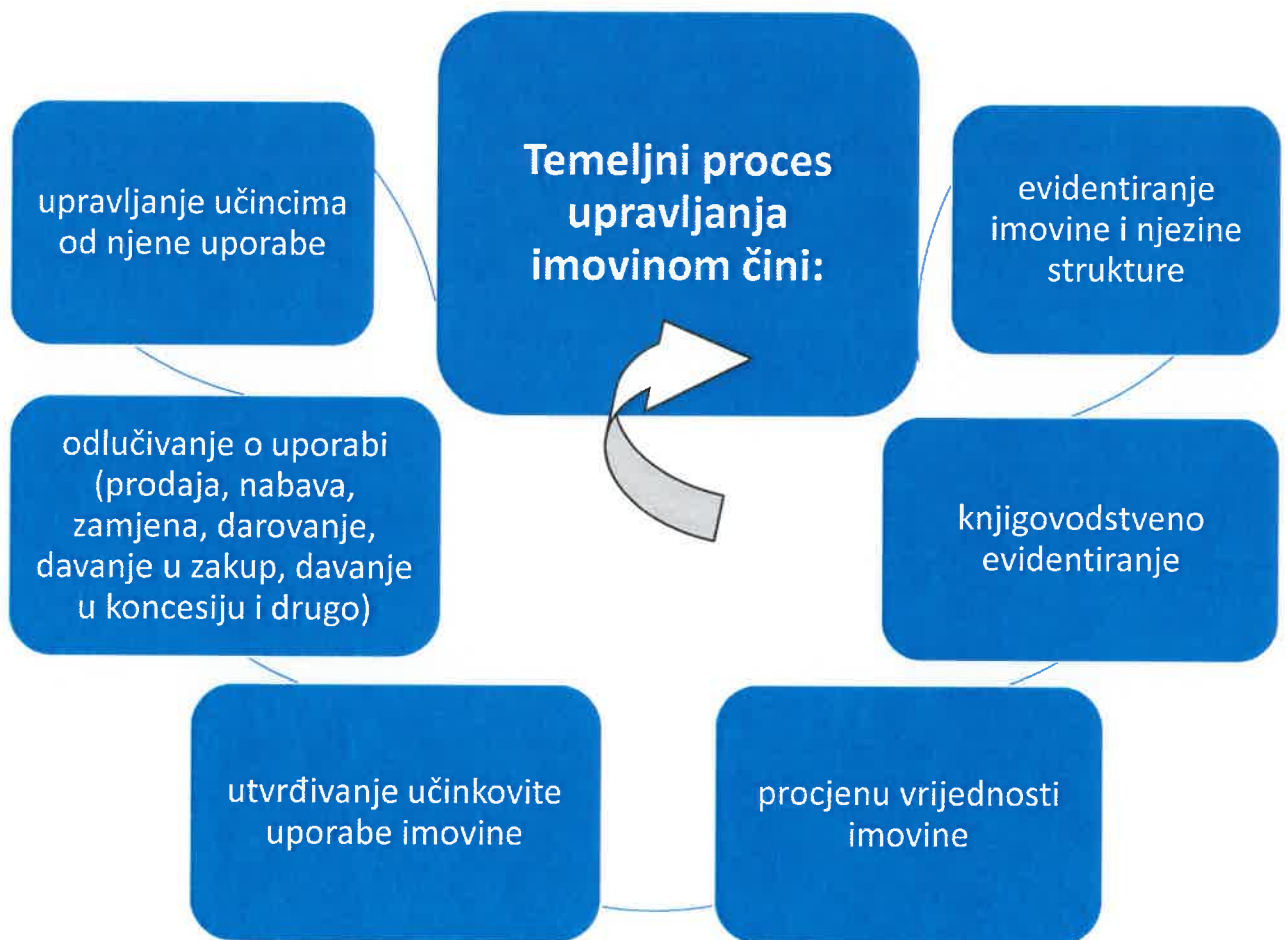 Temeljni proces
upravljanja
imovinom čini:
evidentiranje
imovine i njezine
strukture
knjigovodstveno
evidentiranje
procjenu vrijednosti
imovine
utvrđivanje učinkovite
uporabe imovine
odlučivanje o uporabi
(prodaja, nabava,
zamjena, darovanje,
davanje u zakup, davanje
u koncesiju i drugo)
upravljanje učincima
od njene uporabe